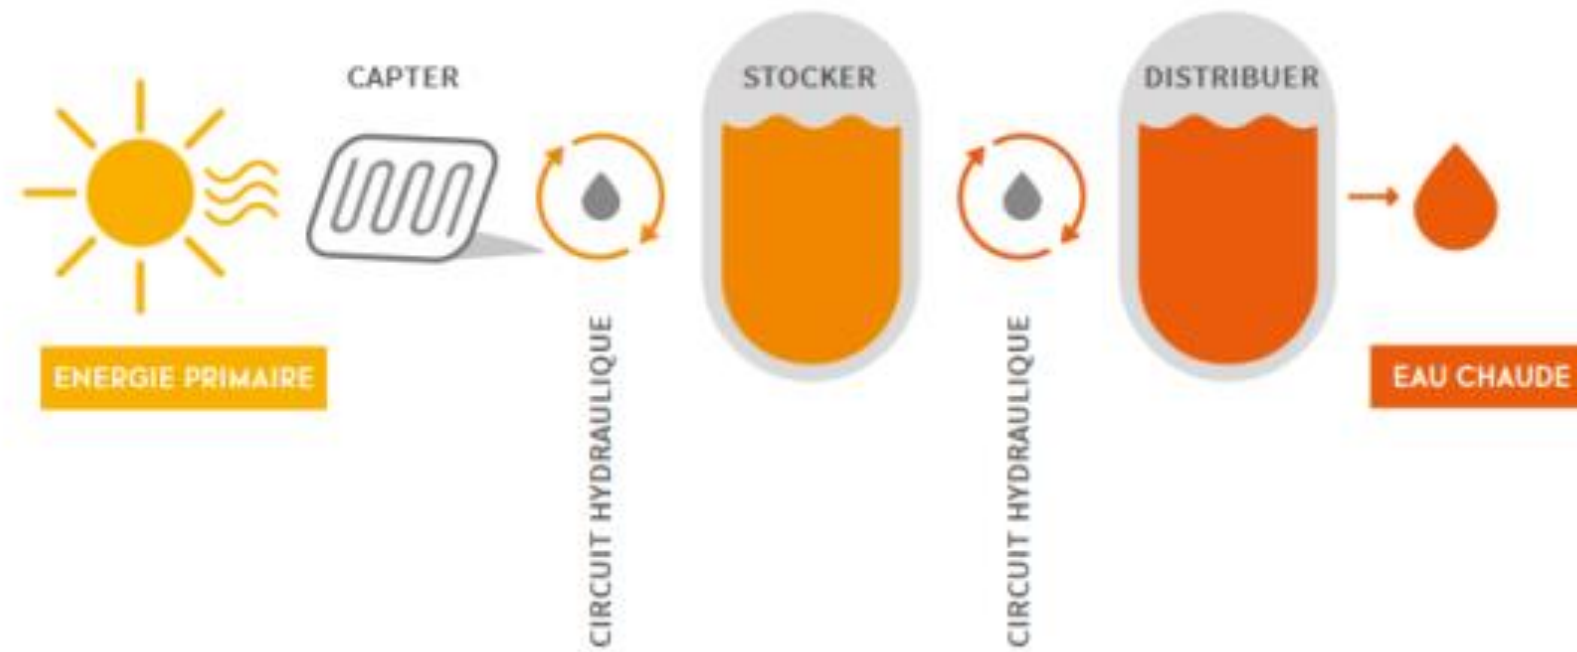 CAPTER
STOCKER
DISTRIBUER
ENERGIE PRIMAIRE
CIRCUIT HYDRAULIQUE
CIRCUIT HYDRAULIQUE
EAU CHAUDE